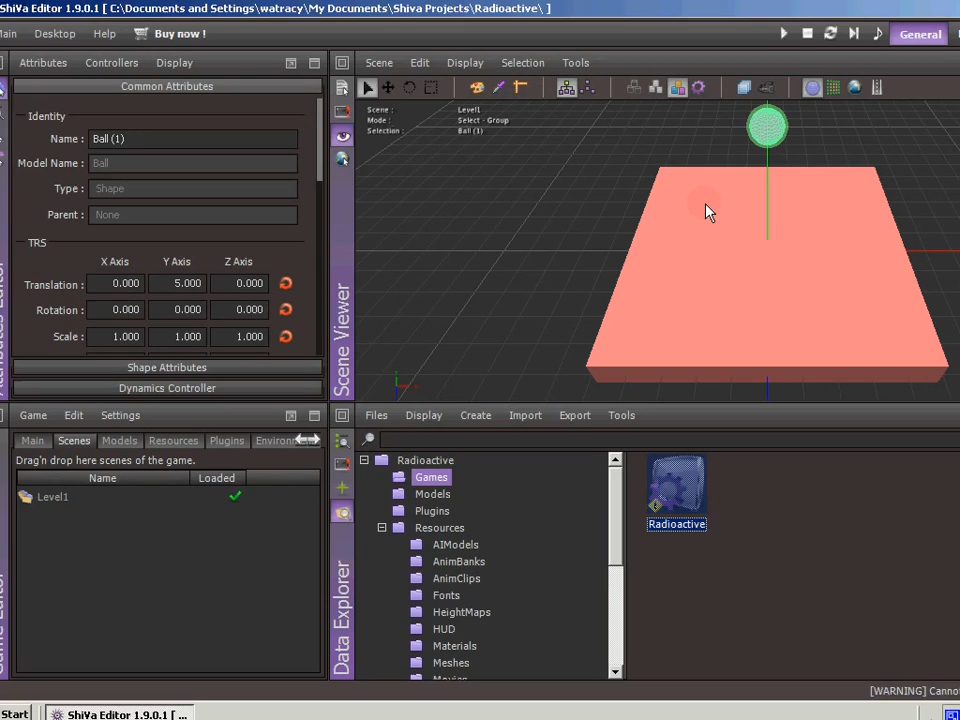 ShiVa Editor 1.9.0.1 [ C:\Documents and Settings\watracy\My Documents\Shiva Projects\Radioactive\ ]
Main Desktop Help Buy now ! General
Attributes Controllers Display
Scene Edit Display Selection Tools
Common Attributes
Identity
Name : Ball (1)
Model Name : Ball
Type : Shape
Parent : None
TRS
X Axis Y Axis Z Axis
Translation : 0.000 5.000 0.000
Rotation : 0.000 0.000 0.000
Scale : 1.000 1.000 1.000
Shape Attributes
Dynamics Controller
Scene : Level1
Mode : Select - Group
Selection : Ball (1)
Scene Viewer
Game Edit Settings
Main Scenes Models Resources Plugins
Drag'n drop here scenes of the game.
Name Loaded
Level1
Files Display Create Import Export Tools
Radioactive
Games
Models
Plugins
Resources
AIModels
AnimBanks
AnimClips
Fonts
HeightMaps
HUD
Materials
Meshes
Data Explorer
Radioactive
[WARNING] Canno
Start ShiVa Editor 1.9.0.1 [ ...